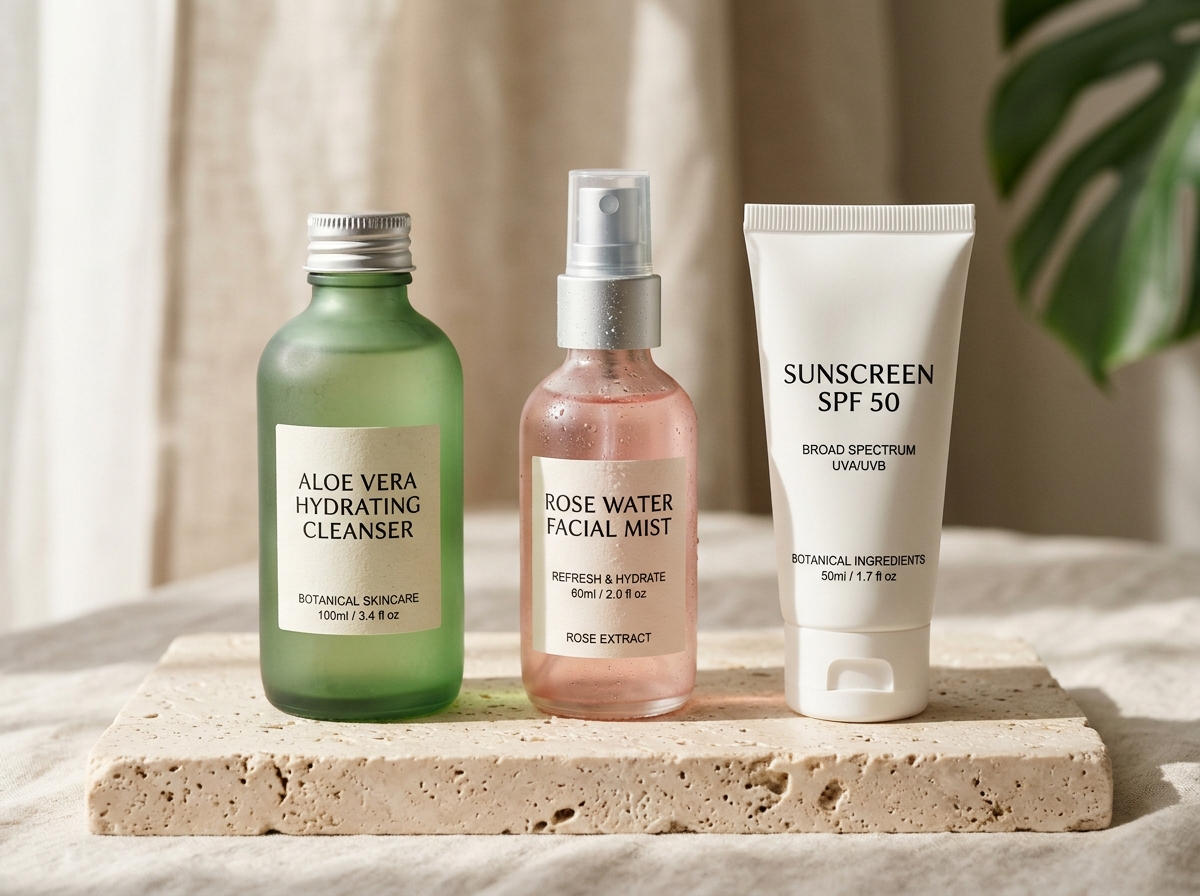 ALOE VERA
HYDRATING
CLEANSER
BOTANICAL SKINCARE
100ml / 3.4 fl oz
ROSE WATER
FACIAL MIST
REFRESH & HYDRATE
60ml / 2.0 fl oz
ROSE EXTRACT
SUNSCREEN
SPF 50
BROAD SPECTRUM
UVA/UVB
BOTANICAL INGREDIENTS
50ml / 1.7 fl oz